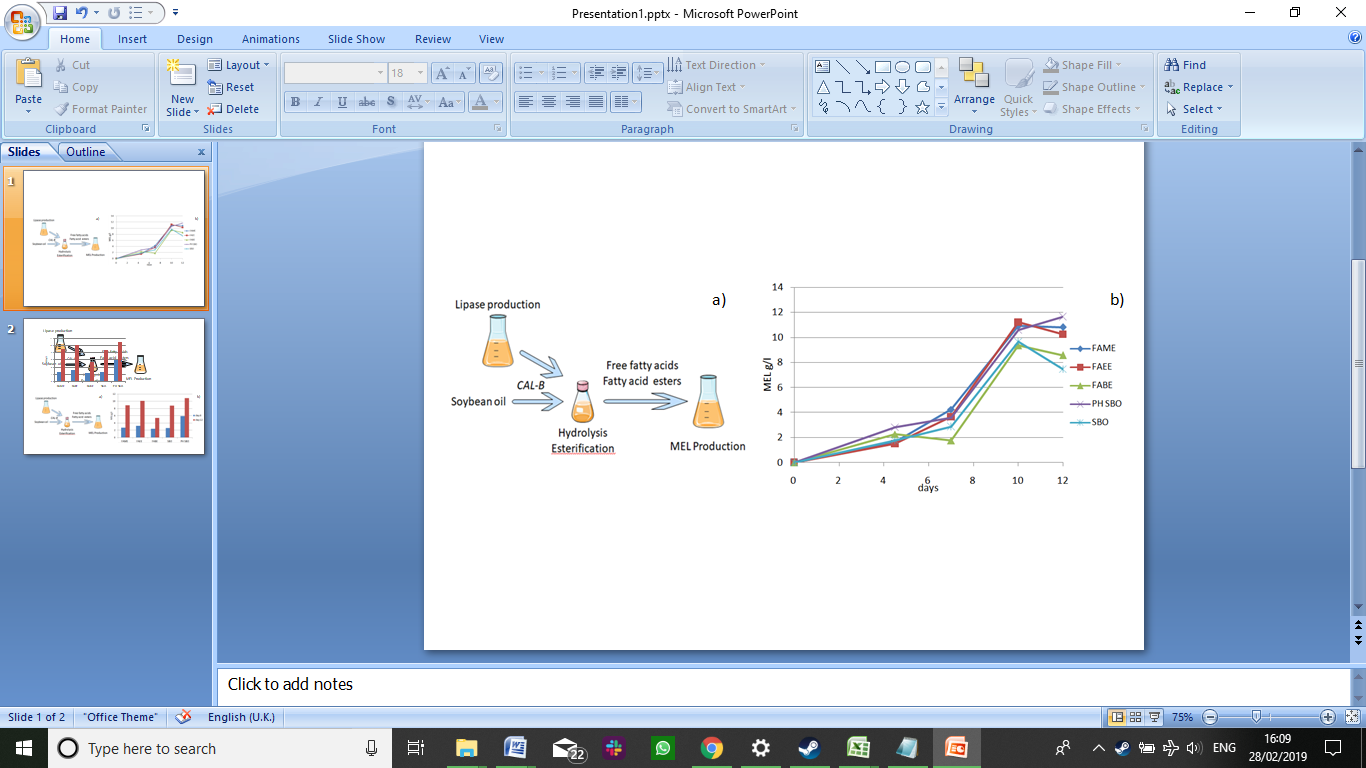 Presentation1.pptx - Microsoft PowerPoint
Home Insert Design Animations Slide Show Review View
Paste
Cut
Copy
Format Painter
Clipboard
New
Slide
Layout
Reset
Delete
Slides
18
B I U abc S AV Aa A
Font
Text Direction
Align Text
Convert to SmartArt
Paragraph
Arrange
Quick
Styles
Shape Fill
Shape Outline
Shape Effects
Drawing
Find
Replace
Select
Editing
Slides Outline x
1
2
Lipase production
a)
CAL-B
Soybean oil
Free fatty acids
Fatty acid esters
Hydrolysis
Esterification
MEL Production
b)
MEL g/l
14
12
10
8
6
4
2
0
0 2 4 6 8 10 12
days
FAME
FAEE
FABE
PH SBO
SBO
Click to add notes
Slide 1 of 2 "Office Theme" English (U.K.) 75%
Type here to search
22
ENG
16:09
28/02/2019